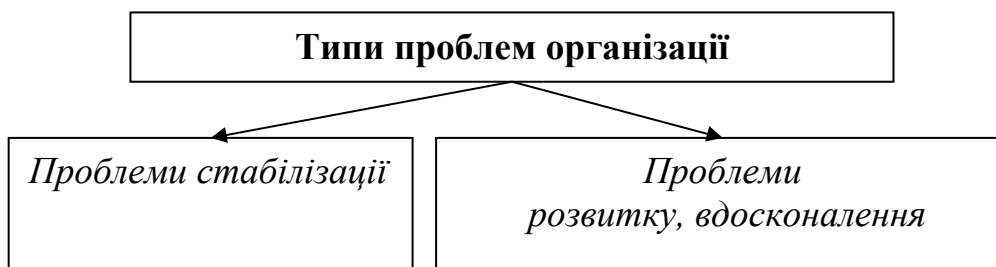 Типи проблем організації
Проблеми стабілізації
Проблеми
розвитку, вдосконалення